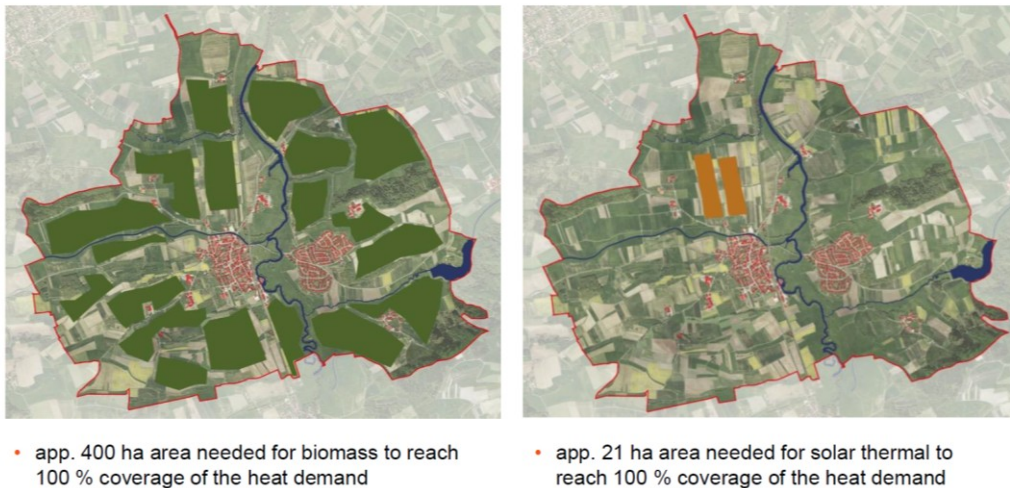 • app. 400 ha area needed for biomass to reach
100 % coverage of the heat demand
• app. 21 ha area needed for solar thermal to
reach 100 % coverage of the heat demand